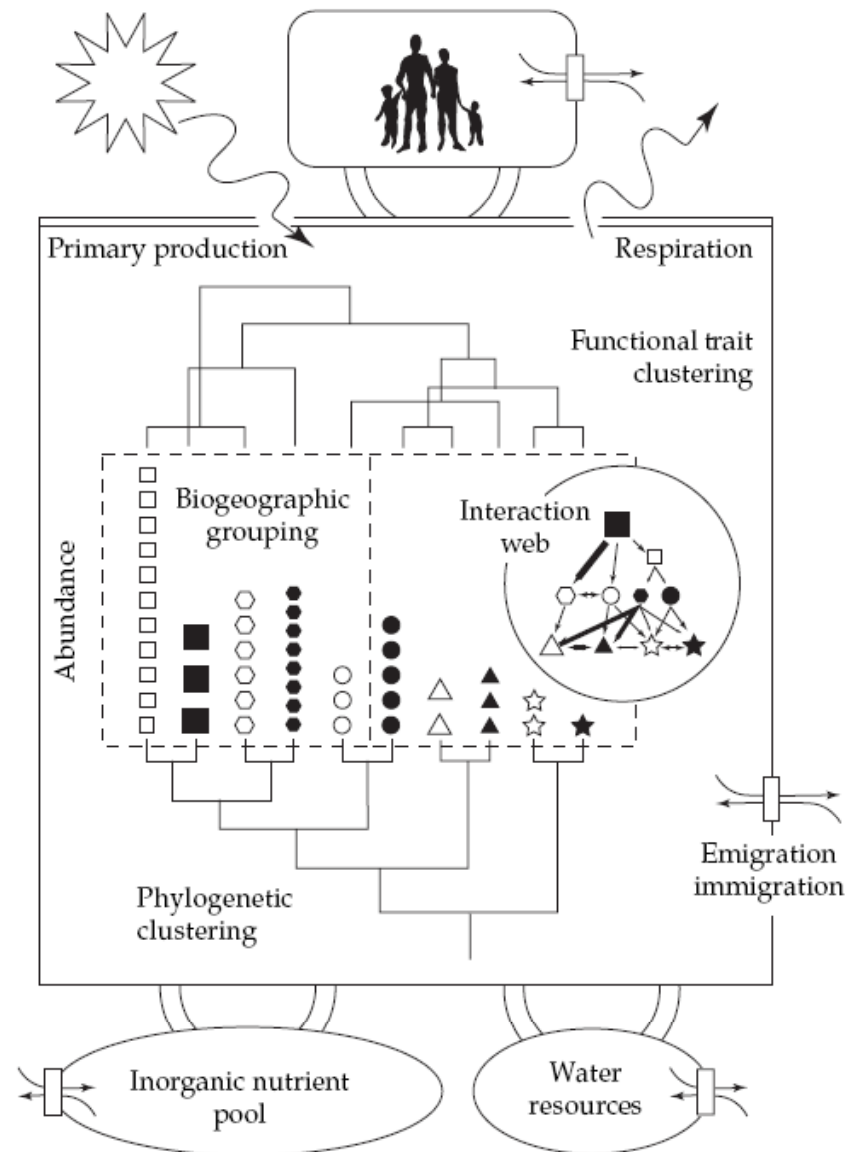 Primary production
Respiration
Functional trait
clustering
Biogeographic
grouping
Interaction
web
Abundance
Emigration
immigration
Phylogenetic
clustering
Inorganic nutrient
pool
Water
resources